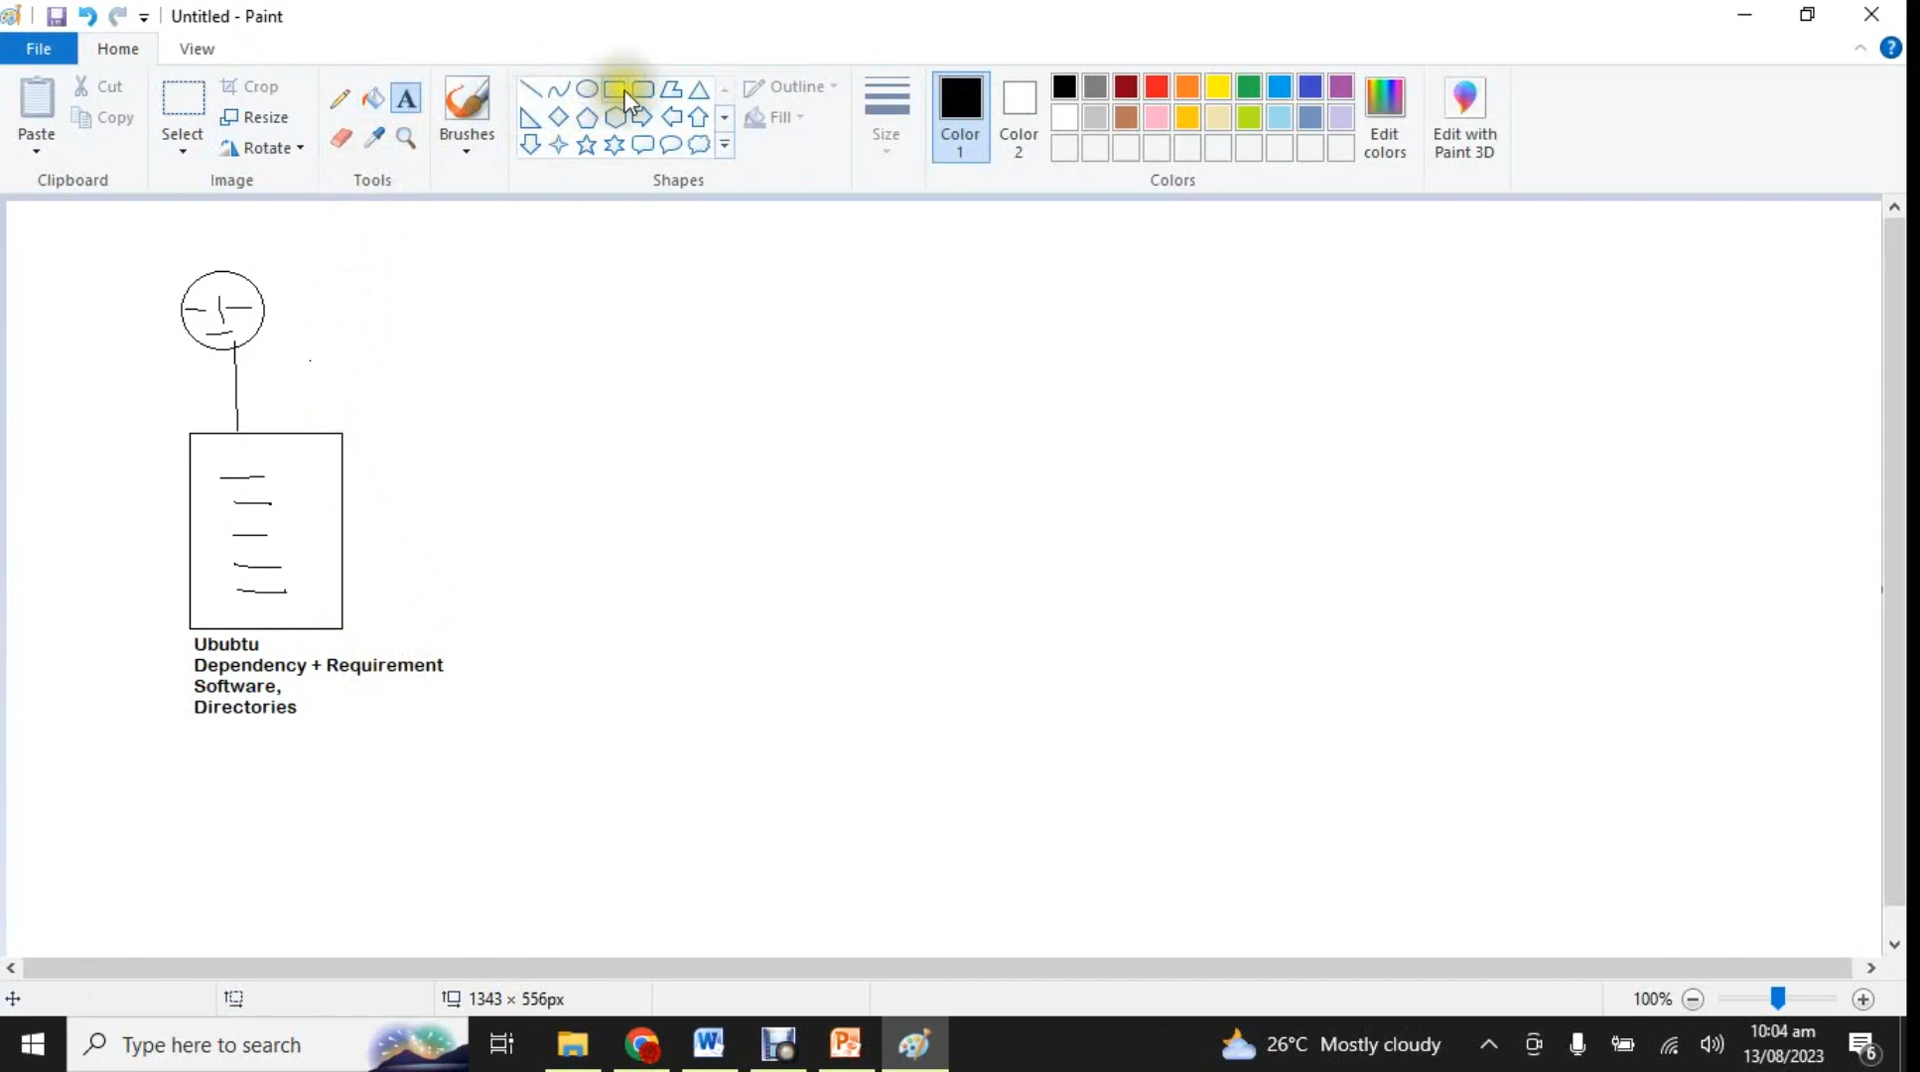 Untitled - Paint
File Home View
Paste
Cut
Copy
Clipboard
Select
Crop
Resize
Rotate
Image
A
Tools
Brushes
Shapes
Outline
Fill
Size
Color 1
Color 2
Edit colors
Colors
Edit with Paint 3D
Ububtu
Dependency + Requirement
Software,
Directories
1343 × 556px
100%
Type here to search
26°C Mostly cloudy
10:04 am
13/08/2023
6